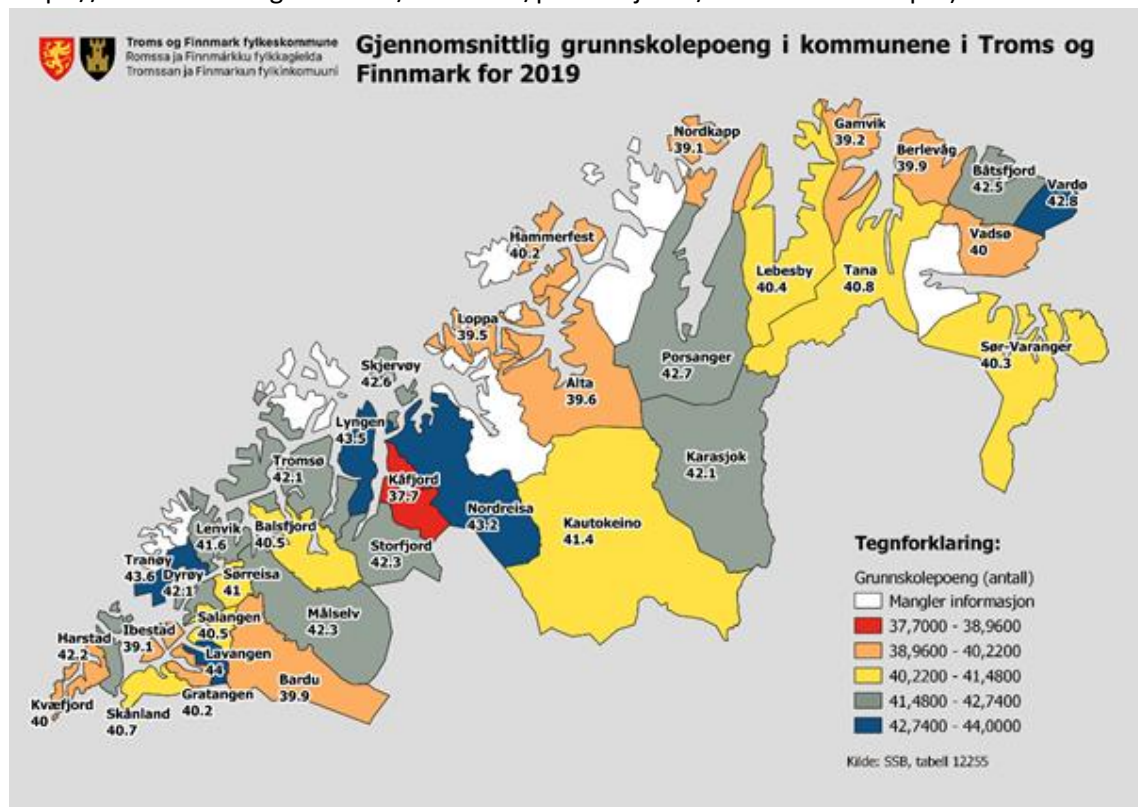 Troms og Finnmark fylkeskommune
Romssa ja Finnmárkku fylkkagielda
Tromssan ja Finmarkun fylkinkomuuni
Gjennomsnittlig grunnskolepoeng i kommunene i Troms og
Finnmark for 2019
Nordkapp
39.1
Gamvik
39.2
Berlevåg
39.9
Båtsfjord
42.5
Vardø
42.8
Vadsø
40
Hammerfest
40.2
Lebesby
40.4
Tana
40.8
Loppa
39.5
Sør-Varanger
40.3
Skjervøy
42.6
Porsanger
42.7
Alta
39.6
Lyngen
43.5
Karasjok
42.1
Tromsø
42.1
Kåfjord
37.7
Nordreisa
43.2
Kautokeino
41.4
Lenvik
41.6
Balsfjord
40.5
Storfjord
42.3
Tranøy
43.6
Dyrøy
42.1
Sørreisa
41
Målselv
42.3
Salangen
40.5
Ibestad
39.1
Harstad
42.2
Lavangen
44
Bardu
39.9
Gratangen
40.2
Kvæfjord
40
Skånland
40.7
Tegnforklaring:
Grunnskolepoeng (antall)
Mangler informasjon
37,7000 - 38,9600
38,9600 - 40,2200
40,2200 - 41,4800
41,4800 - 42,7400
42,7400 - 44,0000
Kilde: SSB, tabell 12255